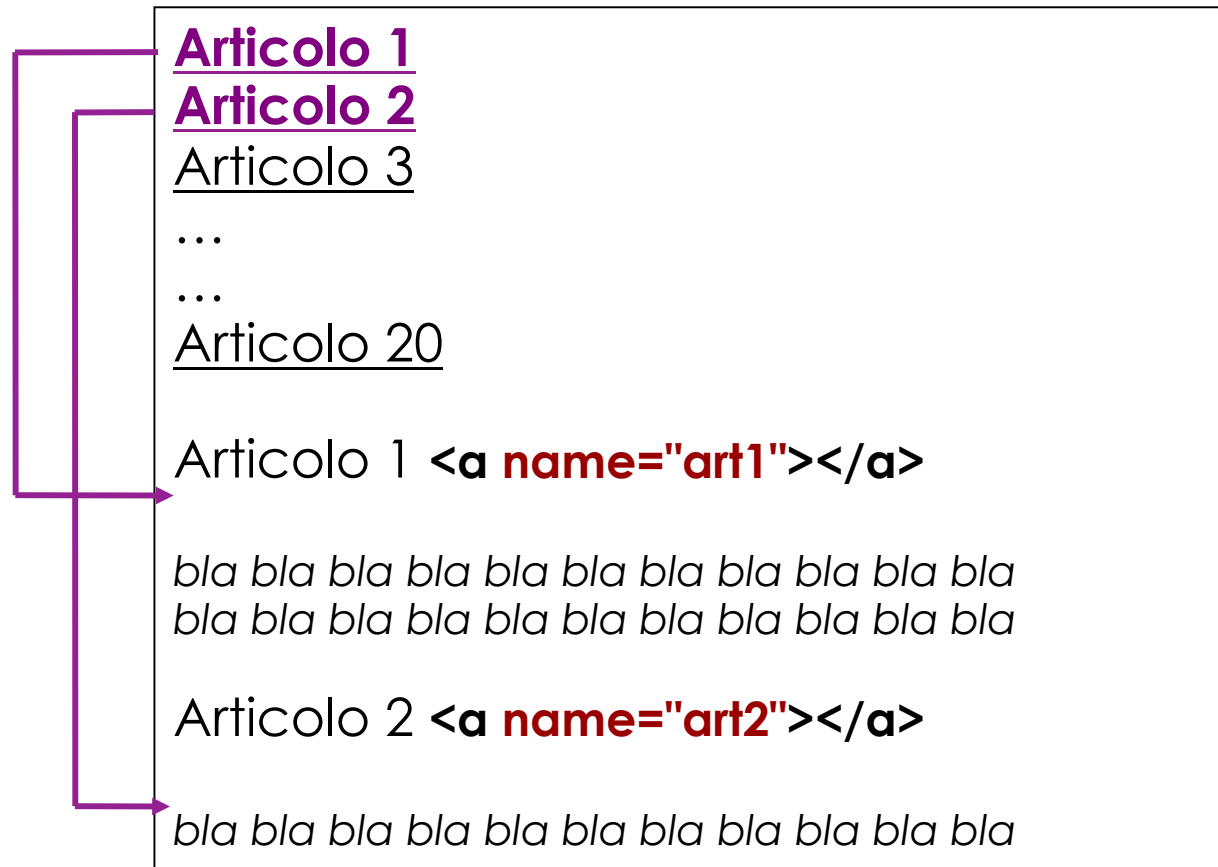 Articolo 1
Articolo 2
Articolo 3
…
…
Articolo 20
Articolo 1 <a name="art1"></a>
bla bla bla bla bla bla bla bla bla bla bla
bla bla bla bla bla bla bla bla bla bla bla
Articolo 2 <a name="art2"></a>
bla bla bla bla bla bla bla bla bla bla bla